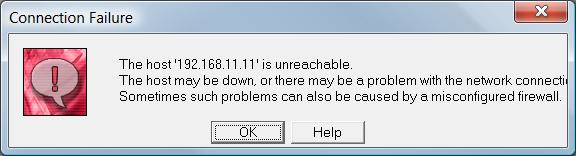 Connection Failure
The host '192.168.11.11' is unreachable.
The host may be down, or there may be a problem with the network connectio
Sometimes such problems can also be caused by a misconfigured firewall.
OK Help